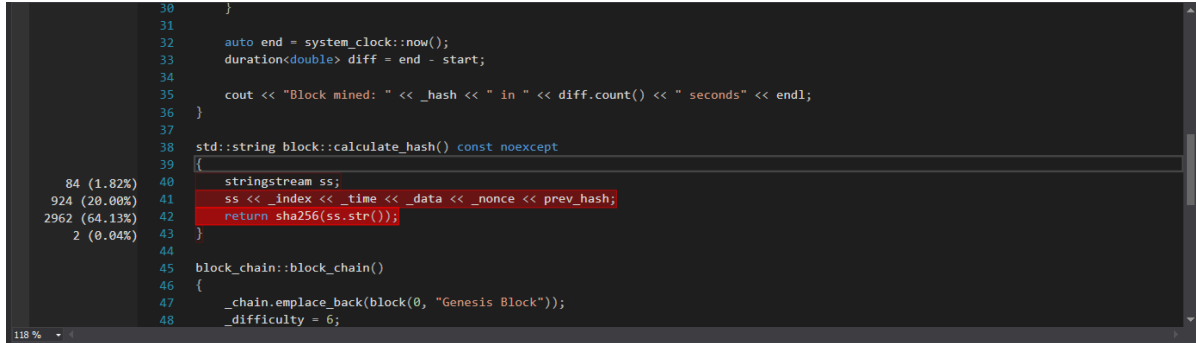 30 }
31
32 auto end = system_clock::now();
33 duration<double> diff = end - start;
34
35 cout << "Block mined: " << _hash << " in " << diff.count() << " seconds" << endl;
36 }
37
38 std::string block::calculate_hash() const noexcept
39 {
84 (1.82%) 40 stringstream ss;
924 (20.00%) 41 ss << _index << _time << _data << _nonce << prev_hash;
2962 (64.13%) 42 return sha256(ss.str());
2 (0.04%) 43 }
44
45 block_chain::block_chain()
46 {
47 _chain.emplace_back(block(0, "Genesis Block"));
48 _difficulty = 6;
118 %